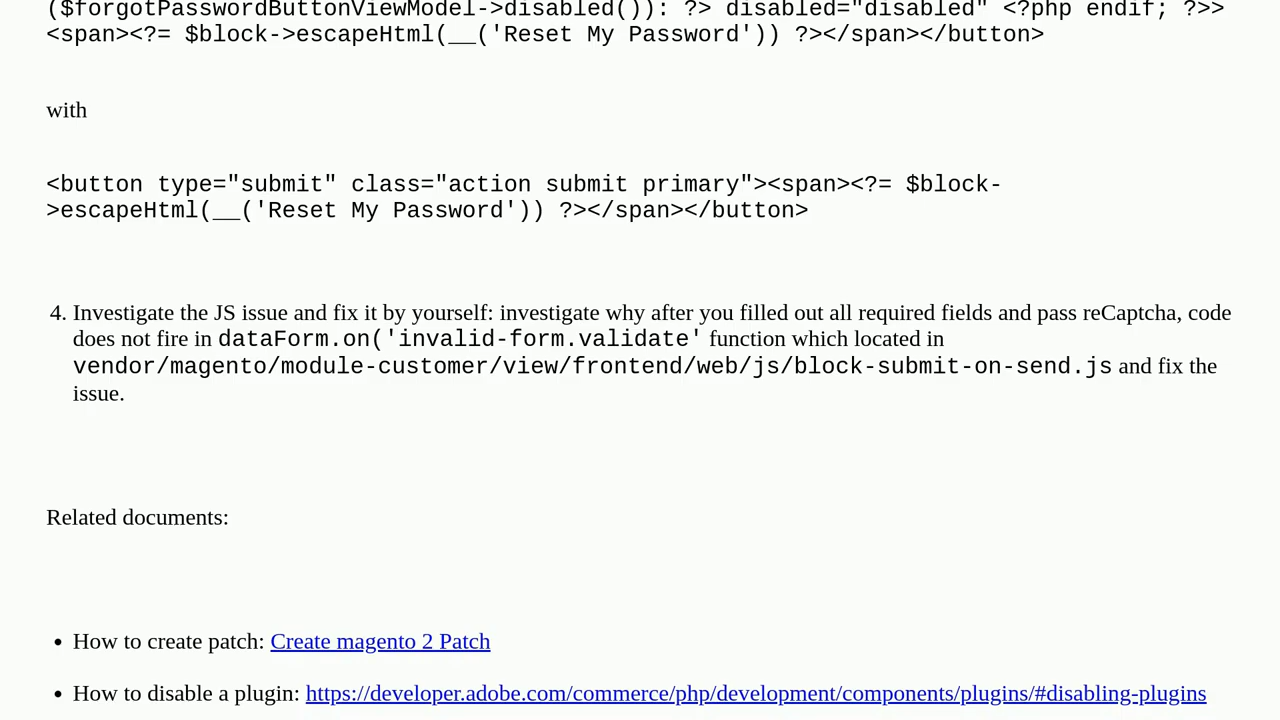 ($forgotPasswordButtonViewModel->disabled()): ?> disabled="disabled" <?php endif; ?>>
<span><?= $block->escapeHtml(__('Reset My Password')) ?></span></button>
with
<button type="submit" class="action submit primary"><span><?= $block-
>escapeHtml(__('Reset My Password')) ?></span></button>
4. Investigate the JS issue and fix it by yourself: investigate why after you filled out all required fields and pass reCaptcha, code
does not fire in dataForm.on('invalid-form.validate' function which located in
vendor/magento/module-customer/view/frontend/web/js/block-submit-on-send.js and fix the
issue.
Related documents:
• How to create patch: Create magento 2 Patch
• How to disable a plugin: https://developer.adobe.com/commerce/php/development/components/plugins/#disabling-plugins